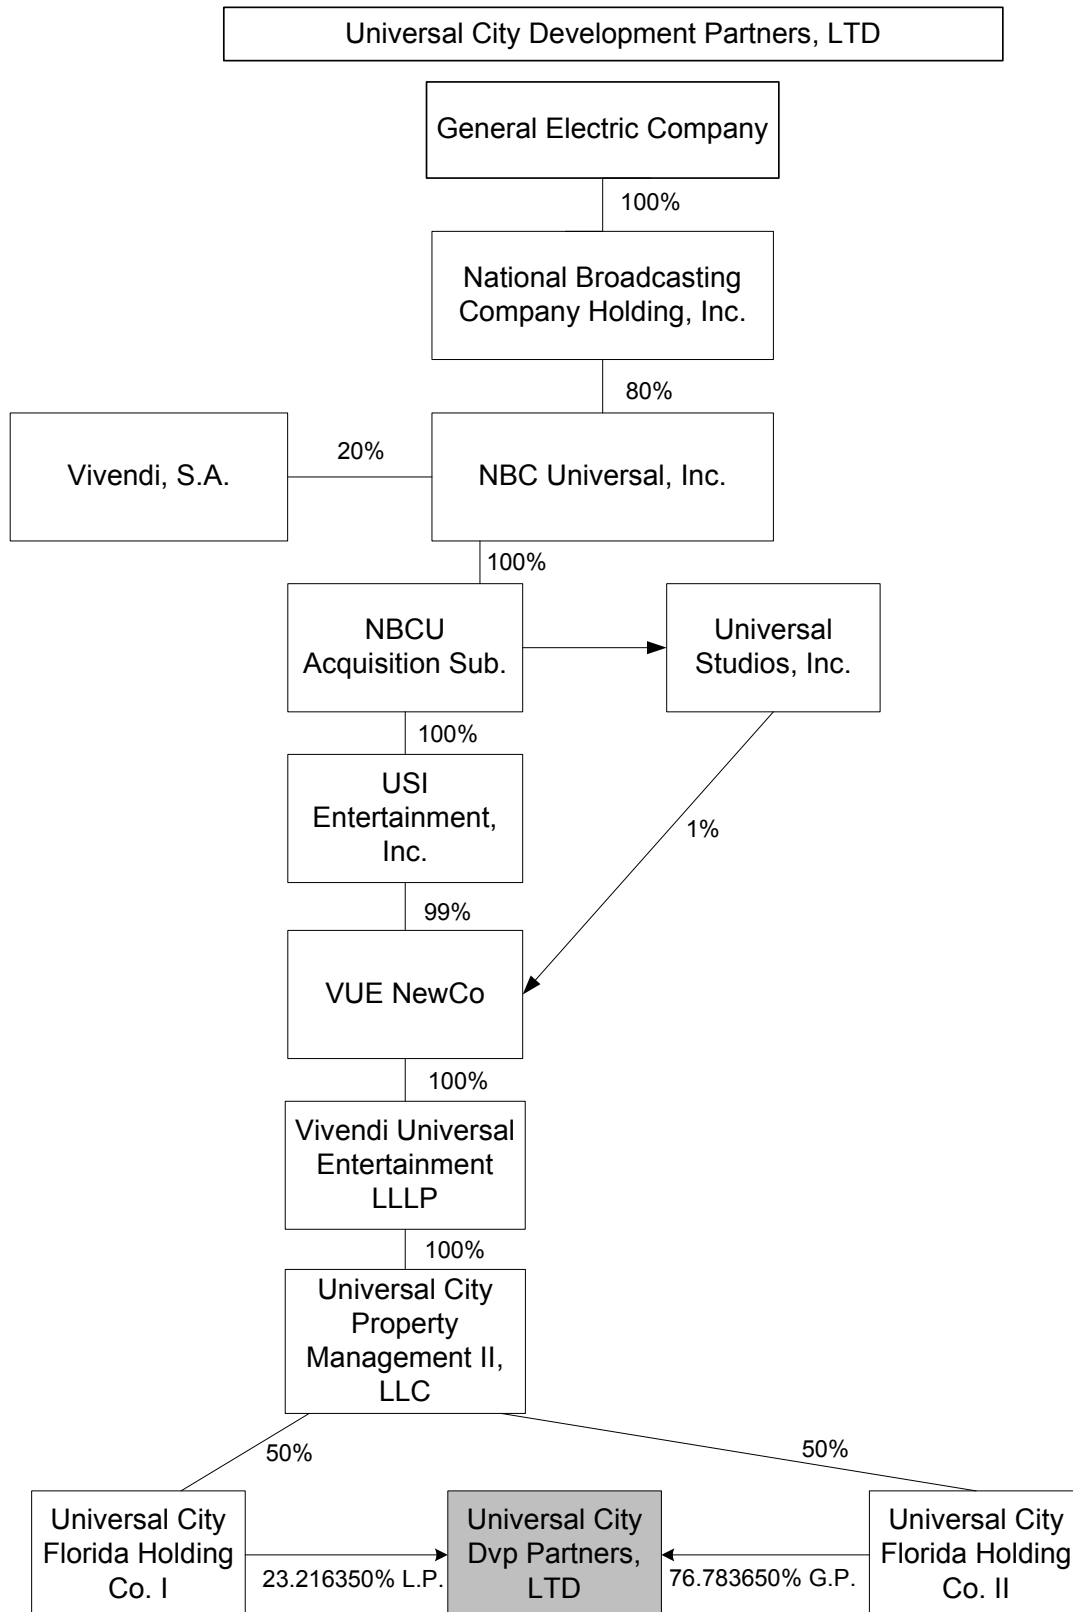 Universal City Development Partners, LTD
General Electric Company
100%
National Broadcasting
Company Holding, Inc.
80%
Vivendi, S.A.
20%
NBC Universal, Inc.
100%
NBCU
Acquisition Sub.
Universal
Studios, Inc.
100%
USI
Entertainment,
Inc.
1%
99%
VUE NewCo
100%
Vivendi Universal
Entertainment
LLLP
100%
Universal City
Property
Management II,
LLC
50%
50%
Universal City
Florida Holding
Co. I
23.216350% L.P.
Universal City
Dvp Partners,
LTD
76.783650% G.P.
Universal City
Florida Holding
Co. II